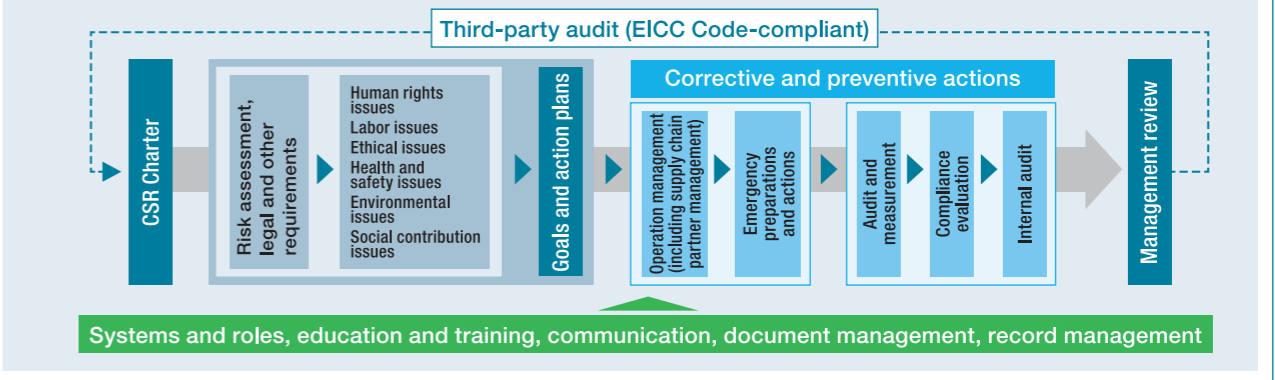 Third-party audit (EICC Code-compliant)
CSR Charter
Risk assessment,
legal and other
requirements
Human rights
issues
Labor issues
Ethical issues
Health and
safety issues
Environmental
issues
Social contribution
issues
Goals and action plans
Corrective and preventive actions
Operation management
(including supply chain
partner management)
Emergency
preparations
and actions
Audit and
measurement
Compliance
evaluation
Internal audit
Management review
Systems and roles, education and training, communication, document management, record management